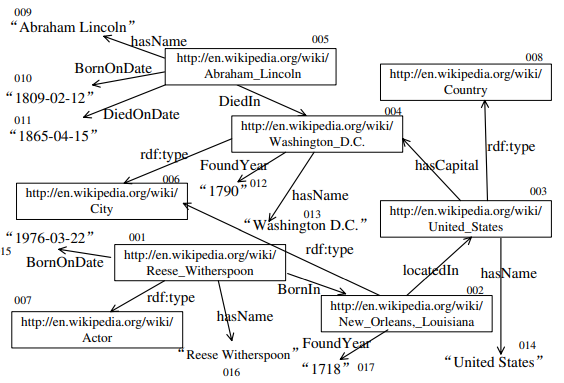 009
“Abraham Lincoln”
hasName
005
http://en.wikipedia.org/wiki/
Abraham_Lincoln
008
http://en.wikipedia.org/wiki/
Country
010
BornOnDate
“1809-02-12”
011
DiedOnDate
“1865-04-15”
DiedIn
004
http://en.wikipedia.org/wiki/
Washington_D.C.
rdf:type
rdf:type
hasCapital
006
http://en.wikipedia.org/wiki/
City
FoundYear
“1790”
012
hasName
013
“Washington D.C.”
003
http://en.wikipedia.org/wiki/
United_States
“1976-03-22”
15
BornOnDate
001
http://en.wikipedia.org/wiki/
Reese_Witherspoon
rdf:type
locatedIn
hasName
BornIn
002
http://en.wikipedia.org/wiki/
New_Orleans,_Louisiana
rdf:type
007
http://en.wikipedia.org/wiki/
Actor
hasName
“Reese Witherspoon”
016
FoundYear
“1718”
017
014
“United States”